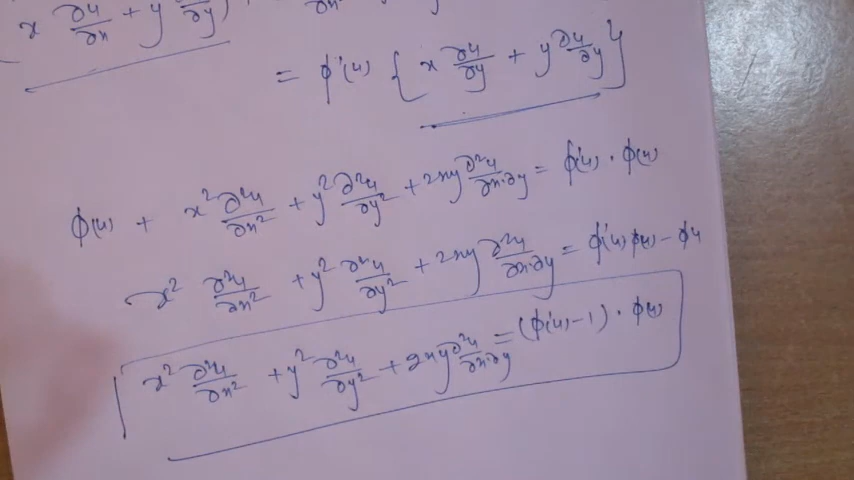 (x ∂u/∂x + y ∂u/∂y)
= ϕ'(u) { x ∂u/∂y + y ∂u/∂y }
ϕ(u) + x² ∂²u/∂x² + y² ∂²u/∂y² + 2xy ∂²u/∂x·∂y = ϕ'(u) · ϕ(u)
x² ∂²u/∂x² + y² ∂²u/∂y² + 2xy ∂²u/∂x·∂y = ϕ'(u) ϕ(u) - ϕu
x² ∂²u/∂x² + y² ∂²u/∂y² + 2xy ∂²u/∂x·∂y = (ϕ'(u) - 1) · ϕ(u)